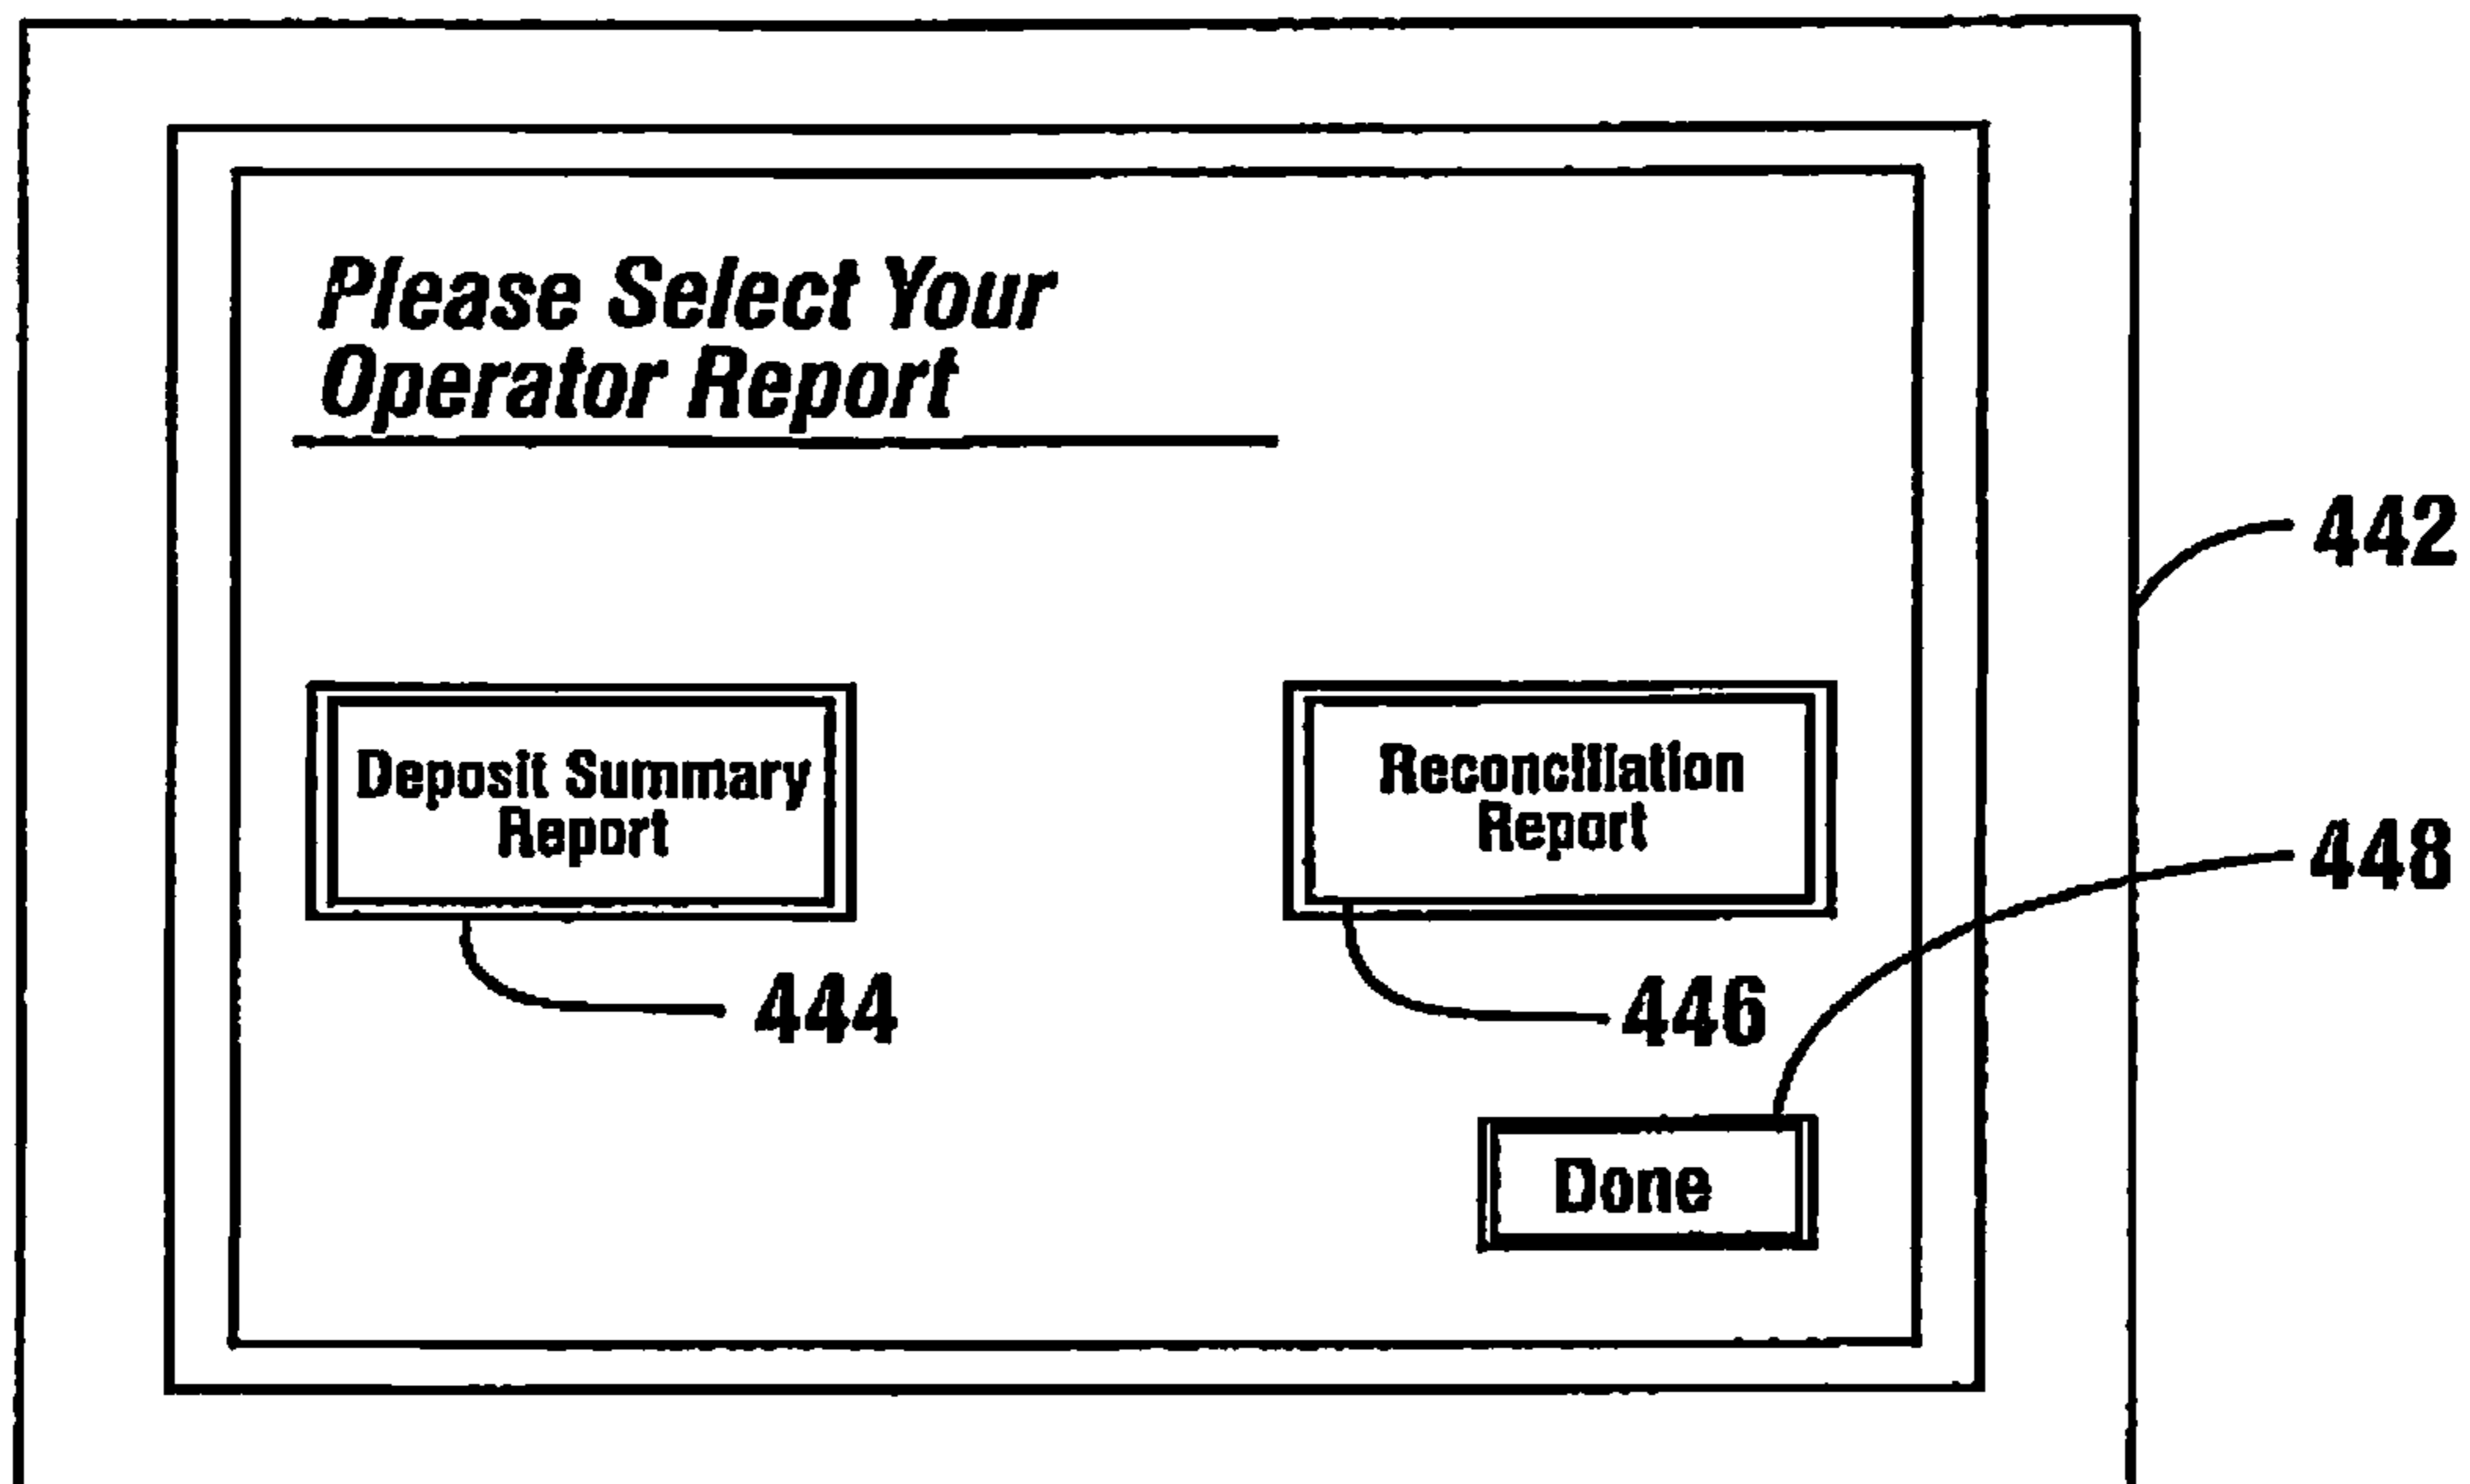 Please Select Your
Operator Report
442
Deposit Summary
Report
Reconciliation
Report
448
444
446
Done